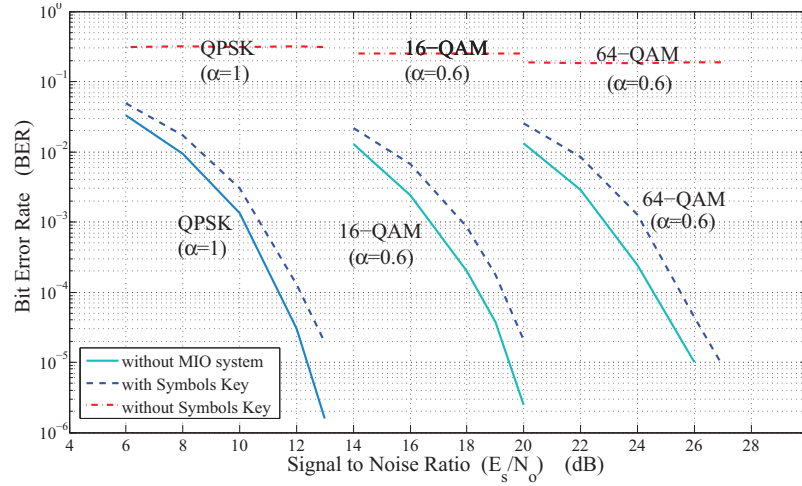 10^0
10^−1
10^−2
10^−3
10^−4
10^−5
10^−6
Bit Error Rate (BER)
QPSK
(α=1)
16−QAM
(α=0.6)
64−QAM
(α=0.6)
QPSK
(α=1)
16−QAM
(α=0.6)
64−QAM
(α=0.6)
without MIO system
with Symbols Key
without Symbols Key
4 6 8 10 12 14 16 18 20 22 24 26 28
Signal to Noise Ratio (E_s/N_o) (dB)